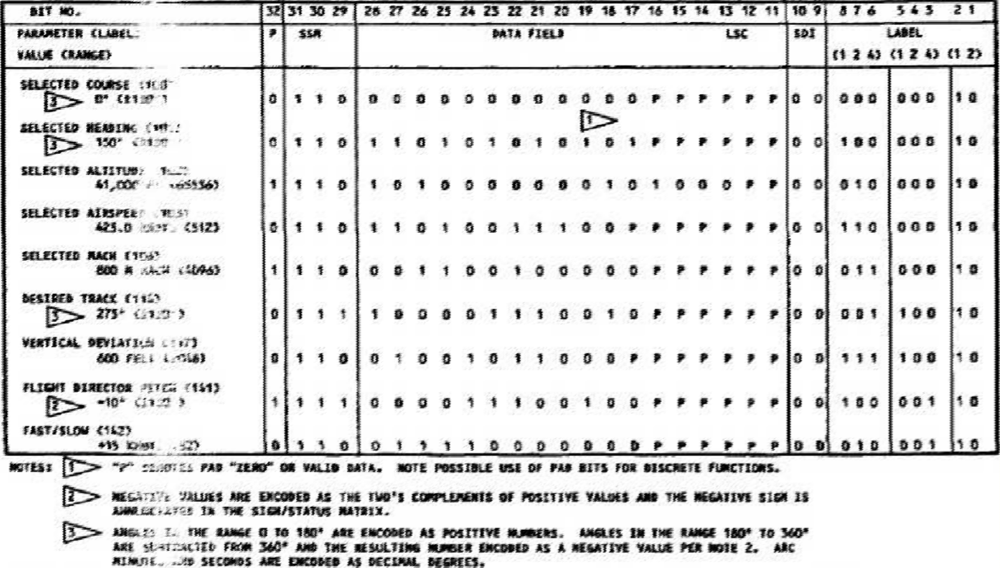 BIT NO. 32 31 30 29 28 27 26 25 24 23 22 21 20 19 18 17 16 15 14 13 12 11 10 9 8 7 6 5 4 3 2 1
PARAMETER (LABEL P SSM DATA FIELD LSC SDI LABEL
VALUE (RANGE) (1 2 4) (1 2 4) (1 2)
SELECTED COURSE
3 0° 0 1 1 0 0 0 0 0 0 0 0 0 0 0 0 0 P P P P P P 0 0 0 0 0 0 0 0 1 0
1
SELECTED HEADING
3 150° 0 1 1 0 1 1 0 1 0 1 0 1 0 1 0 1 P P P P P P 0 0 1 0 0 0 0 0 1 0
SELECTED ALTITUDE
41,000 (65536) 1 1 1 0 1 0 1 0 0 0 0 0 0 0 1 0 1 0 0 0 P P 0 0 0 1 0 0 0 0 1 0
SELECTED AIRSPEED
425.0 (512) 0 1 1 0 1 1 0 1 0 0 1 1 1 0 0 P P P P P P P 0 0 1 1 0 0 0 0 1 0
SELECTED MACH (106)
800 M MACH (4096) 1 1 1 0 0 0 1 1 0 0 1 0 0 0 0 0 P P P P P P 0 0 0 1 1 0 0 0 1 0
DESIRED TRACK (114)
3 275° 0 1 1 1 1 0 0 0 0 1 1 1 0 0 1 0 P P P P P P 0 0 0 0 1 1 0 0 1 0
VERTICAL DEVIATION (117)
600 FEET (2048) 0 1 1 0 0 1 0 0 1 0 1 1 0 0 0 P P P P P P P 0 0 1 1 1 1 0 0 1 0
FLIGHT DIRECTOR PITCH (141)
2 -10° 1 1 1 1 0 0 0 0 1 1 1 0 0 1 0 0 P P P P P P 0 0 1 0 0 0 0 1 1 0
FAST/SLOW (142)
+15 32) 0 1 1 0 0 1 1 1 1 0 0 0 0 0 0 0 P P P P P P 0 0 0 1 0 0 0 1 1 0
NOTES: 1 "P" DENOTES PAD "ZERO" OR VALID DATA. NOTE POSSIBLE USE OF PAD BITS FOR DISCRETE FUNCTIONS.
2 NEGATIVE VALUES ARE ENCODED AS THE TWO'S COMPLEMENTS OF POSITIVE VALUES AND THE NEGATIVE SIGN IS
ANNUNCIATED IN THE SIGN/STATUS MATRIX.
3 ANGLES IN THE RANGE 0 TO 180° ARE ENCODED AS POSITIVE NUMBERS. ANGLES IN THE RANGE 180° TO 360°
ARE SUBTRACTED FROM 360° AND THE RESULTING NUMBER ENCODED AS A NEGATIVE VALUE PER NOTE 2. ARC
MINUTES AND SECONDS ARE ENCODED AS DECIMAL DEGREES.